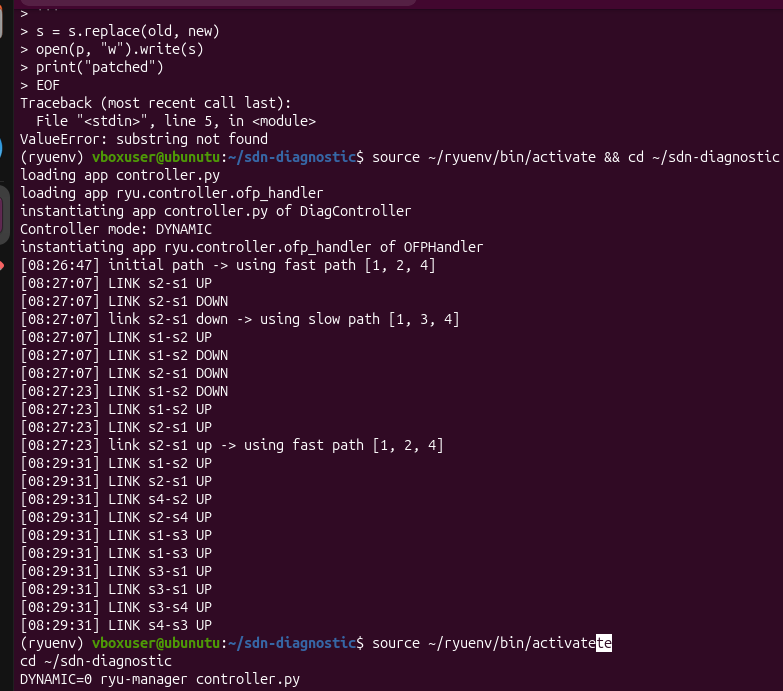 > ```
> s = s.replace(old, new)
> open(p, "w").write(s)
> print("patched")
> EOF
Traceback (most recent call last):
  File "<stdin>", line 5, in <module>
ValueError: substring not found
(ryuenv) vboxuser@ubunutu:~/sdn-diagnostic$ source ~/ryuenv/bin/activate && cd ~/sdn-diagnostic
loading app controller.py
loading app ryu.controller.ofp_handler
instantiating app controller.py of DiagController
Controller mode: DYNAMIC
instantiating app ryu.controller.ofp_handler of OFPHandler
[08:26:47] initial path -> using fast path [1, 2, 4]
[08:27:07] LINK s2-s1 UP
[08:27:07] LINK s2-s1 DOWN
[08:27:07] link s2-s1 down -> using slow path [1, 3, 4]
[08:27:07] LINK s1-s2 UP
[08:27:07] LINK s1-s2 DOWN
[08:27:07] LINK s2-s1 DOWN
[08:27:23] LINK s1-s2 DOWN
[08:27:23] LINK s1-s2 UP
[08:27:23] LINK s2-s1 UP
[08:27:23] link s2-s1 up -> using fast path [1, 2, 4]
[08:29:31] LINK s1-s2 UP
[08:29:31] LINK s2-s1 UP
[08:29:31] LINK s4-s2 UP
[08:29:31] LINK s2-s4 UP
[08:29:31] LINK s1-s3 UP
[08:29:31] LINK s1-s3 UP
[08:29:31] LINK s3-s1 UP
[08:29:31] LINK s3-s1 UP
[08:29:31] LINK s3-s4 UP
[08:29:31] LINK s4-s3 UP
(ryuenv) vboxuser@ubunutu:~/sdn-diagnostic$ source ~/ryuenv/bin/activatete
cd ~/sdn-diagnostic
DYNAMIC=0 ryu-manager controller.py